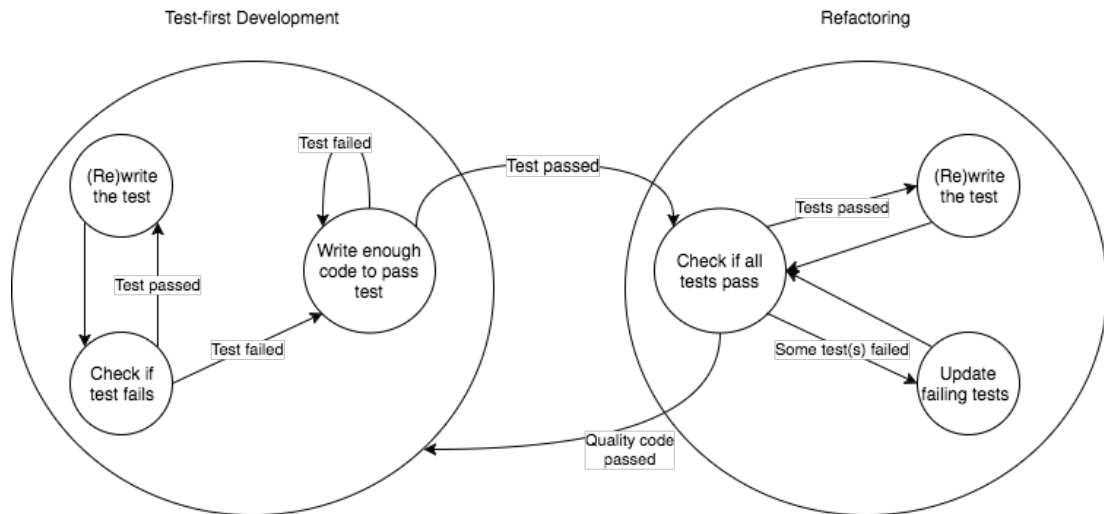 Test-first Development
Refactoring
Test failed
(Re)write
the test
Test passed
(Re)write
the test
Tests passed
Write enough
code to pass
test
Check if all
tests pass
Test passed
Test failed
Some test(s) failed
Check if
test fails
Update
failing tests
Quality code
passed